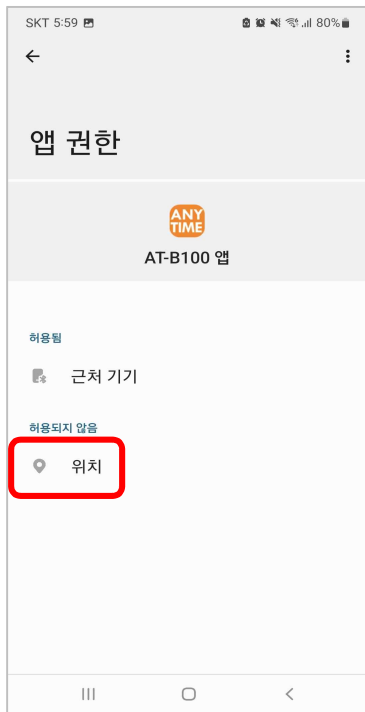 SKT 5:59 80%
앱 권한
ANY
TIME
AT-B100 앱
허용됨
근처 기기
허용되지 않음
위치